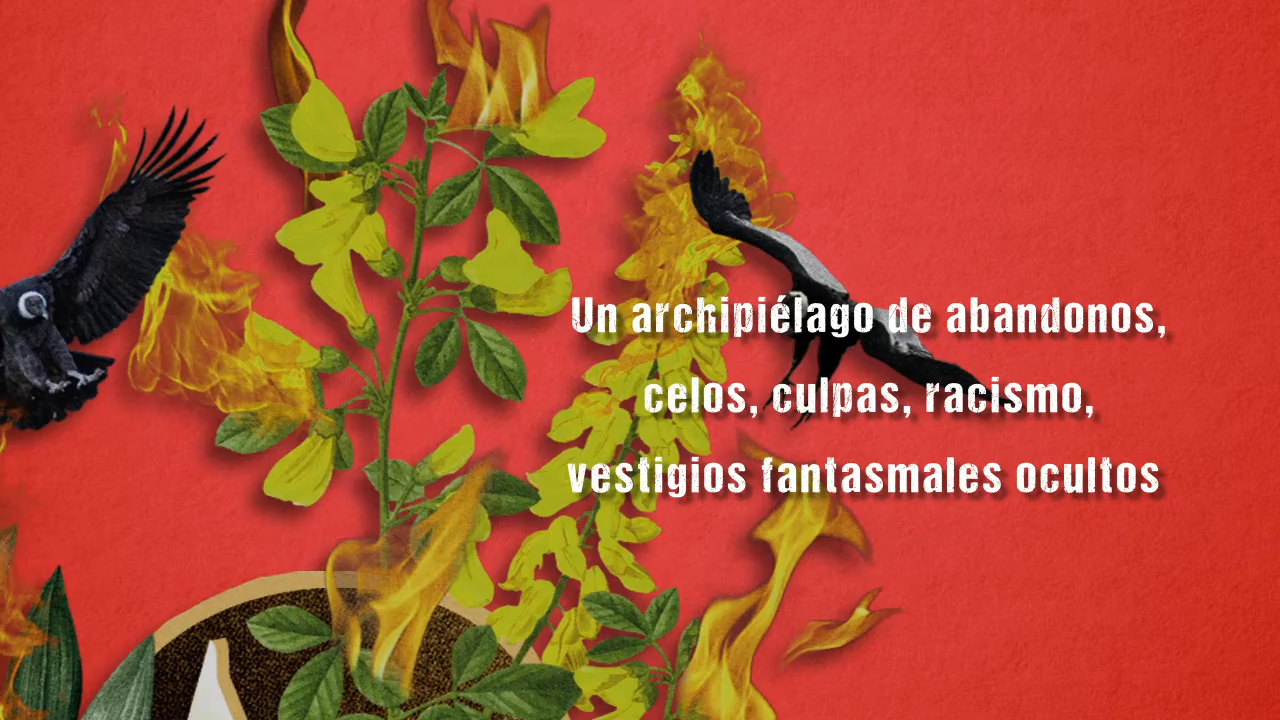 Un archipiélago de abandonos,
celos, culpas, racismo,
vestigios fantasmales ocultos